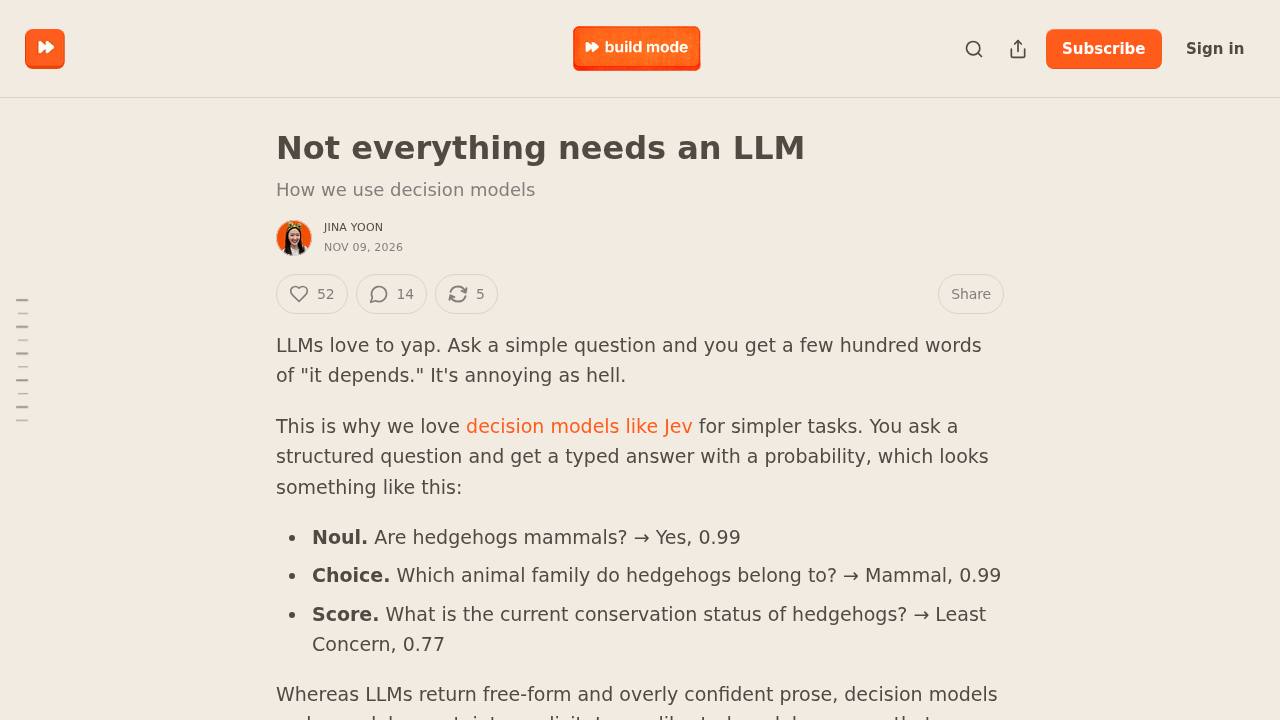 build mode
Subscribe
Sign in
Not everything needs an LLM
How we use decision models
JINA YOON
NOV 09, 2026
52
14
5
Share
LLMs love to yap. Ask a simple question and you get a few hundred words
of "it depends." It's annoying as hell.
This is why we love decision models like Jev for simpler tasks. You ask a
structured question and get a typed answer with a probability, which looks
something like this:
• Noul. Are hedgehogs mammals? → Yes, 0.99
• Choice. Which animal family do hedgehogs belong to? → Mammal, 0.99
• Score. What is the current conservation status of hedgehogs? → Least
Concern, 0.77
Whereas LLMs return free-form and overly confident prose, decision models